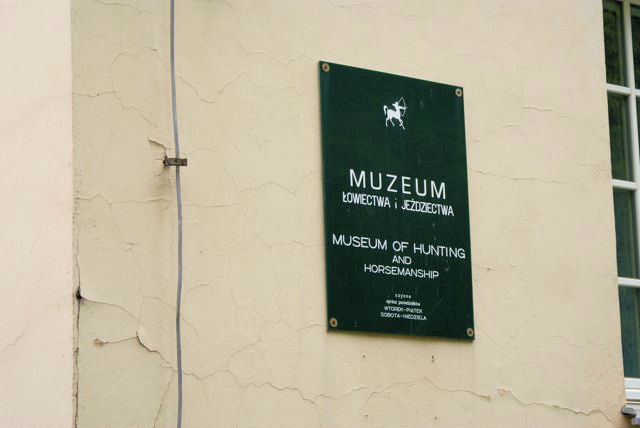 MUZEUM
ŁOWIECTWA i JEŹDZIECTWA
MUSEUM OF HUNTING
AND
HORSEMANSHIP
czynne
oprócz poniedziałków
WTOREK-PIĄTEK
SOBOTA-NIEDZIELA